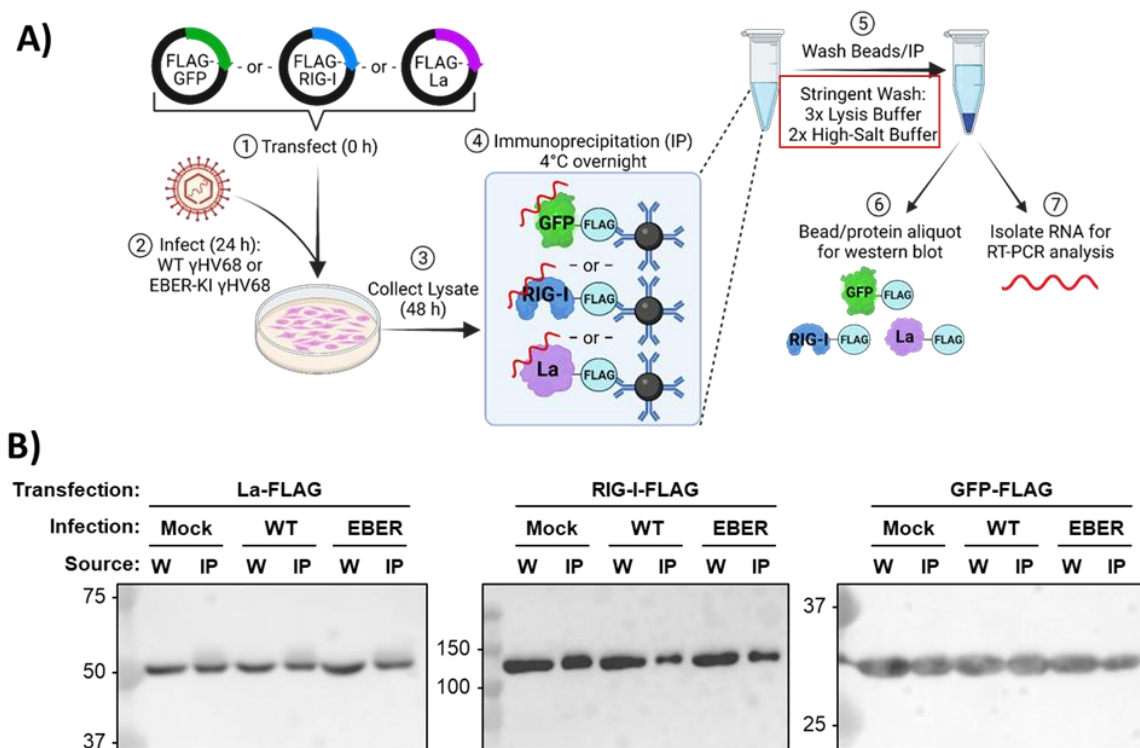 A)
FLAG-
GFP
- or -
FLAG-
RIG-I
- or -
FLAG-
La
① Transfect (0 h)
② Infect (24 h):
WT γHV68 or
EBER-KI γHV68
③
Collect Lysate
(48 h)
④ Immunoprecipitation (IP)
4°C overnight
GFP FLAG
- or -
RIG-I FLAG
- or -
La FLAG
⑤
Wash Beads/IP
Stringent Wash:
3x Lysis Buffer
2x High-Salt Buffer
⑥
Bead/protein aliquot
for western blot
GFP FLAG
RIG-I FLAG La FLAG
⑦
Isolate RNA for
RT-PCR analysis
B)
Transfection: La-FLAG RIG-I-FLAG GFP-FLAG
Infection: Mock WT EBER Mock WT EBER Mock WT EBER
Source: W IP W IP W IP W IP W IP W IP W IP W IP W IP
75
50
37
150
100
37
25